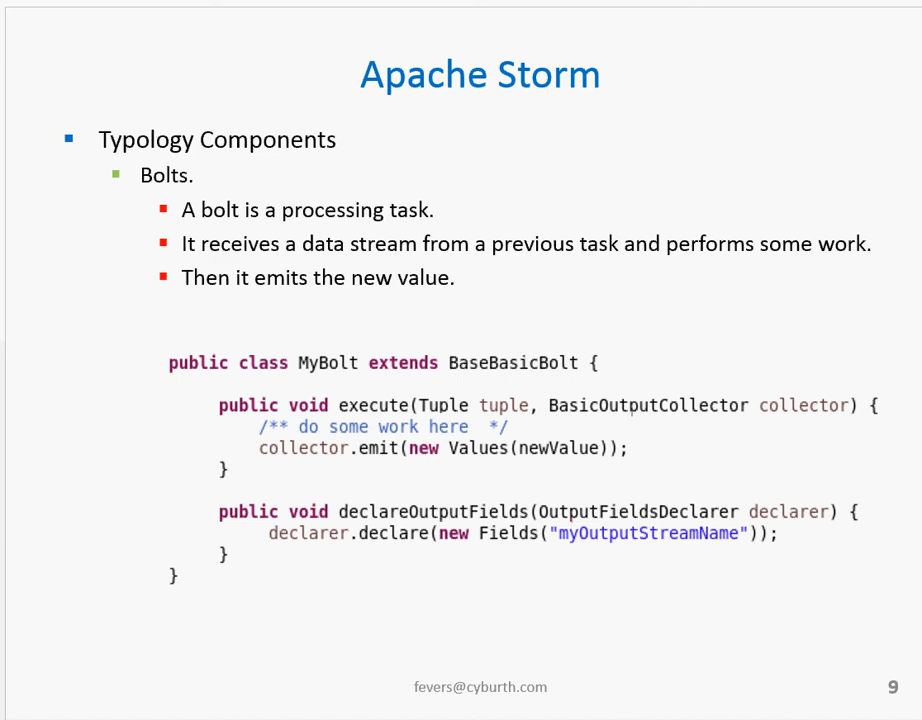 Apache Storm
Typology Components
Bolts.
A bolt is a processing task.
It receives a data stream from a previous task and performs some work.
Then it emits the new value.
public class MyBolt extends BaseBasicBolt {
public void execute(Tuple tuple, BasicOutputCollector collector) {
/** do some work here  */
collector.emit(new Values(newValue));
}
public void declareOutputFields(OutputFieldsDeclarer declarer) {
declarer.declare(new Fields("myOutputStreamName"));
}
}
fevers@cyburth.com
9